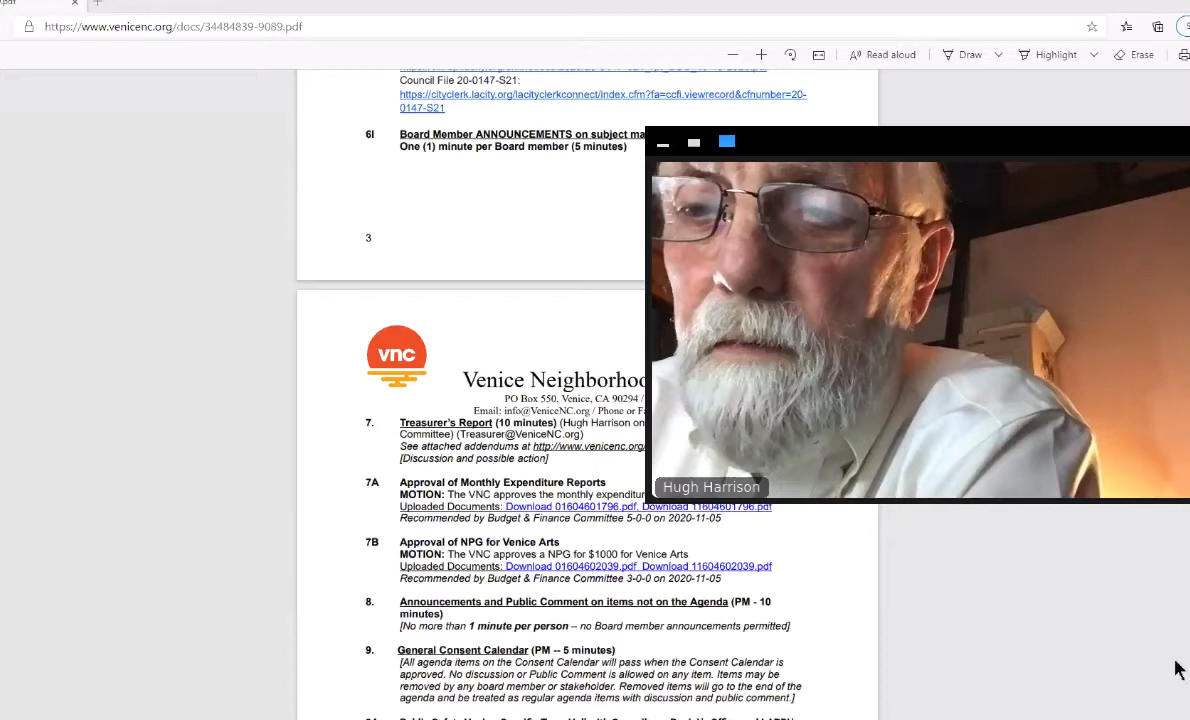 .pdf
https://www.venicenc.org/docs/34484839-9089.pdf
Read aloud
Draw
Highlight
Erase
Council File 20-0147-S21:
https://cityclerk.lacity.org/lacityclerkconnect/index.cfm?fa=ccfi.viewrecord&cfnumber=20-
0147-S21
6I Board Member ANNOUNCEMENTS on subject ma
One (1) minute per Board member (5 minutes)
3
vnc
Venice Neighborhoo
PO Box 550, Venice, CA 90294 /
Email: info@VeniceNC.org / Phone or Fa
7. Treasurer's Report (10 minutes) (Hugh Harrison on
Committee) (Treasurer@VeniceNC.org)
See attached addendums at http://www.venicenc.org/
[Discussion and possible action]
7A Approval of Monthly Expenditure Reports
MOTION: The VNC approves the monthly expenditur
Uploaded Documents: Download 01604601796.pdf, Download 11604601796.pdf
Recommended by Budget & Finance Committee 5-0-0 on 2020-11-05
7B Approval of NPG for Venice Arts
MOTION: The VNC approves a NPG for $1000 for Venice Arts
Uploaded Documents: Download 01604602039.pdf Download 11604602039.pdf
Recommended by Budget & Finance Committee 3-0-0 on 2020-11-05
8. Announcements and Public Comment on items not on the Agenda (PM - 10
minutes)
[No more than 1 minute per person – no Board member announcements permitted]
9. General Consent Calendar (PM -- 5 minutes)
[All agenda items on the Consent Calendar will pass when the Consent Calendar is
approved. No discussion or Public Comment is allowed on any item. Items may be
removed by any board member or stakeholder. Removed items will go to the end of the
agenda and be treated as regular agenda items with discussion and public comment.]
Hugh Harrison